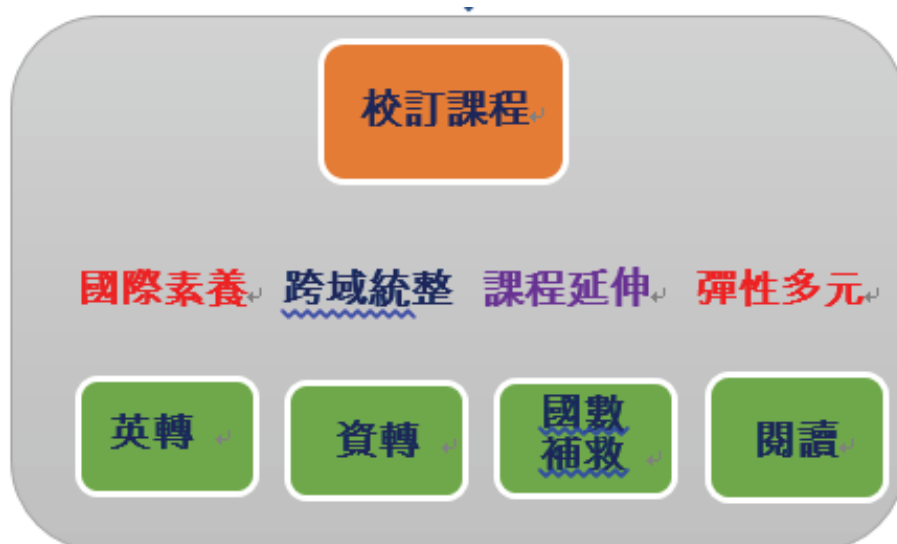 校訂課程
國際素養 跨域統整 課程延伸 彈性多元
英轉
資轉
國數
補救
閱讀